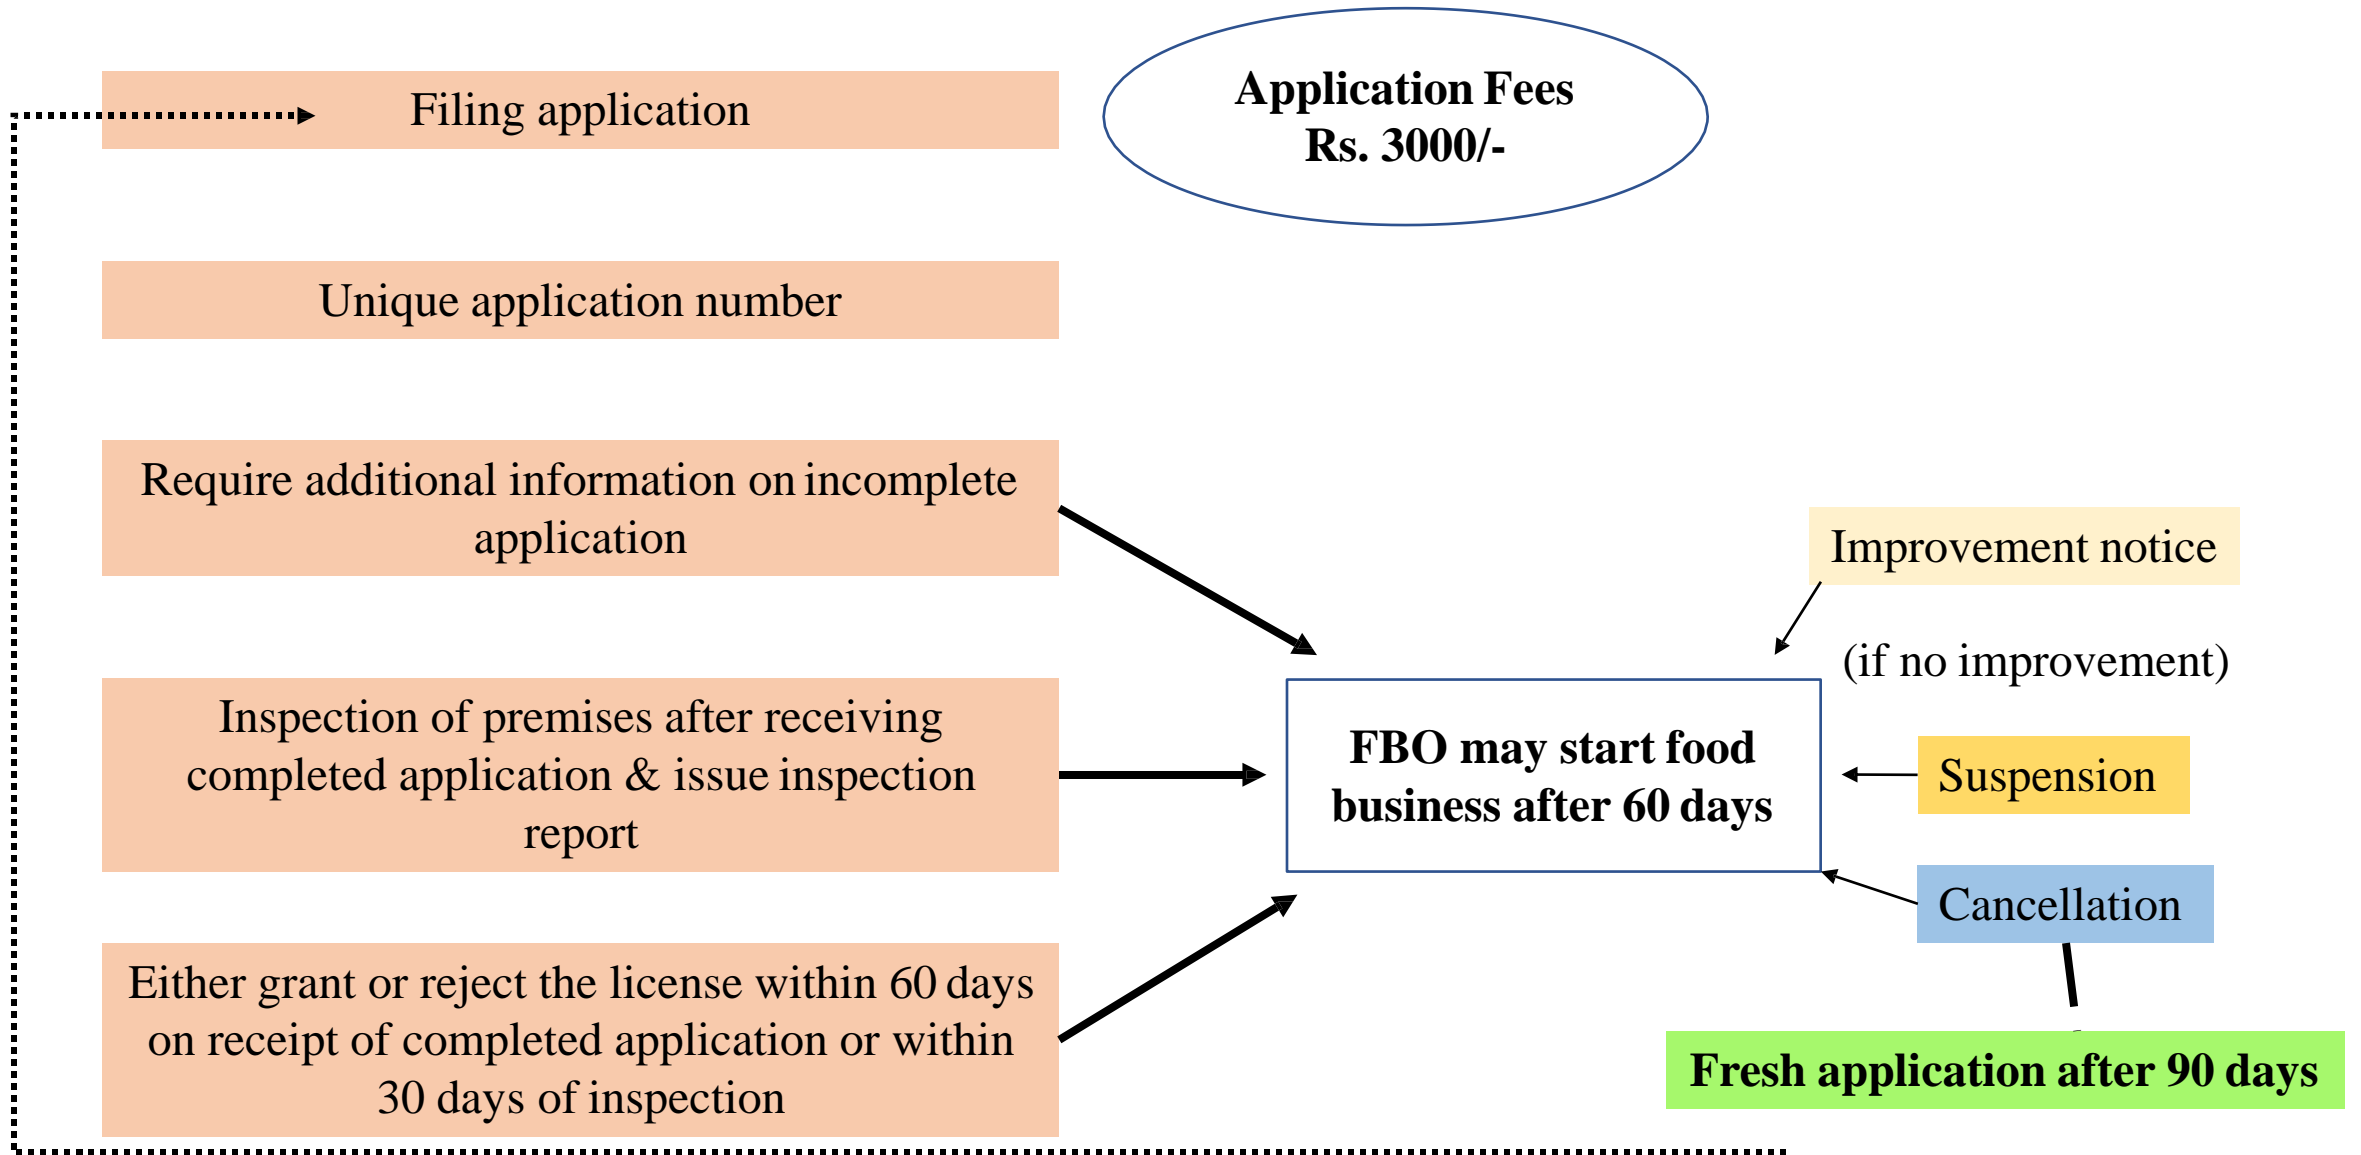 Filing application
Application Fees
Rs. 3000/-
Unique application number
Require additional information on incomplete
application
Improvement notice
(if no improvement)
Inspection of premises after receiving
completed application & issue inspection
report
FBO may start food
business after 60 days
Suspension
Cancellation
Either grant or reject the license within 60 days
on receipt of completed application or within
30 days of inspection
Fresh application after 90 days